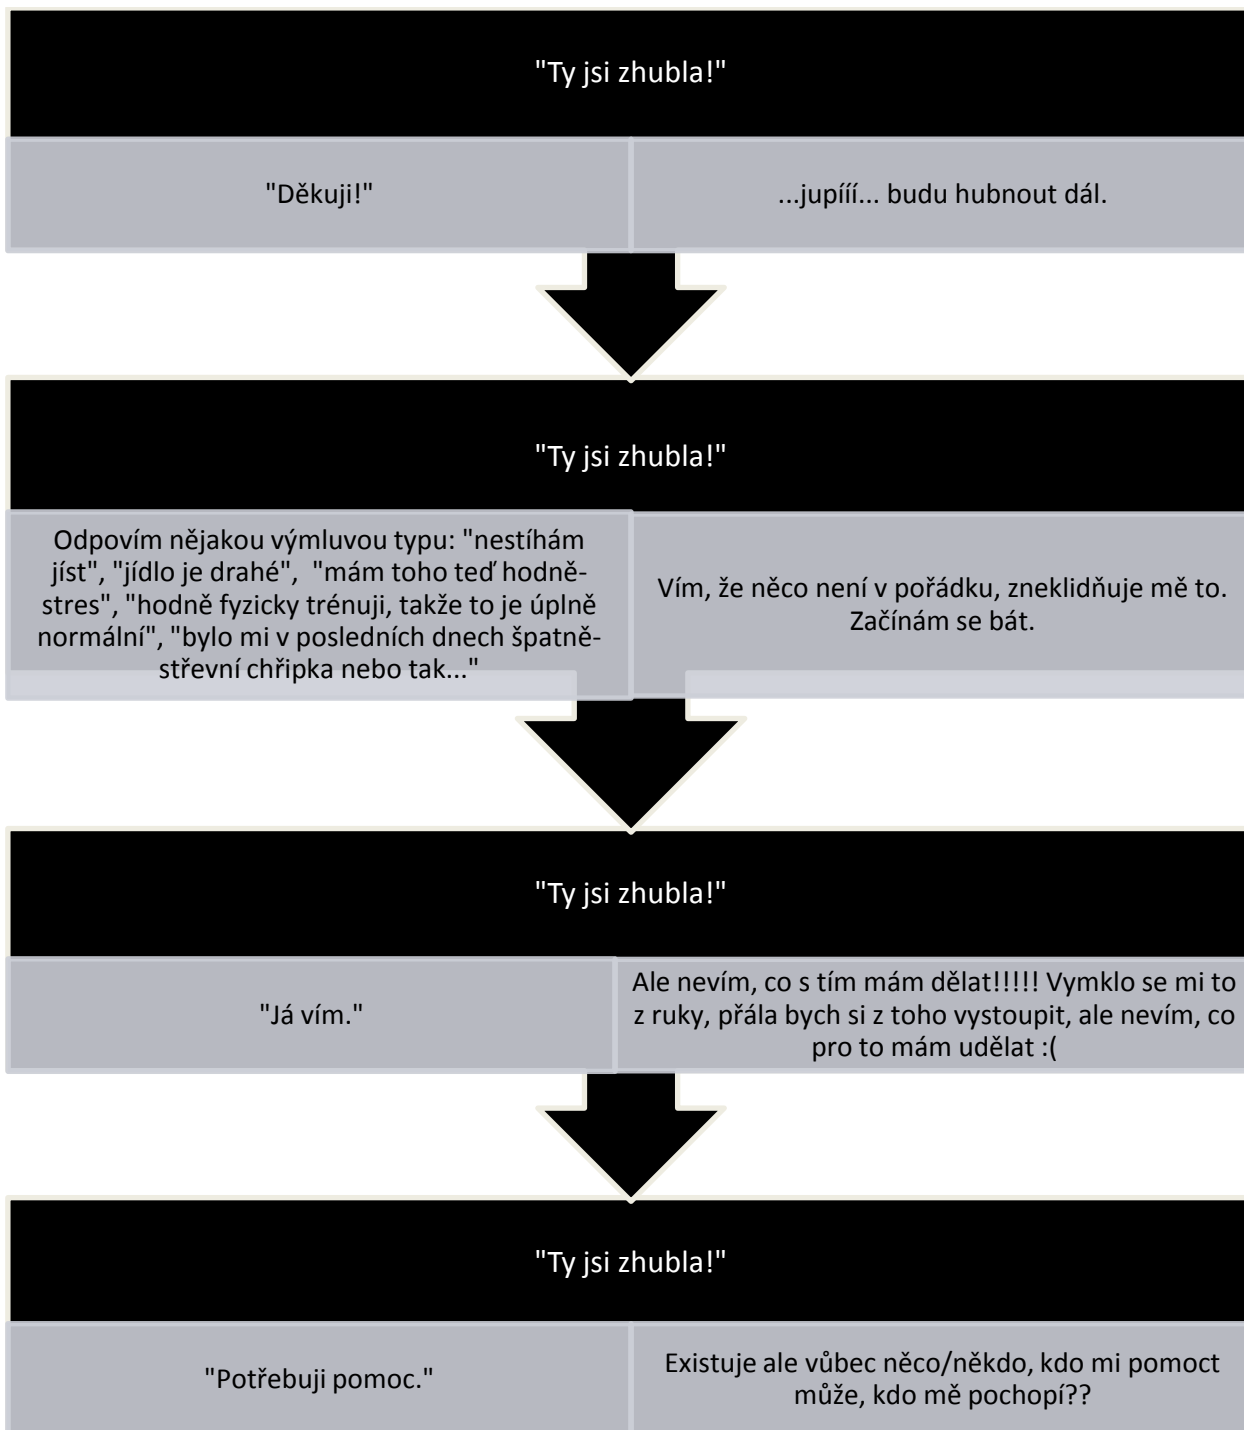 "Ty jsi zhubla!"
"Děkuji!"
...jupííí... budu hubnout dál.
"Ty jsi zhubla!"
Odpovím nějakou výmluvou typu: "nestíhám
jíst", "jídlo je drahé",  "mám toho teď hodně-
stres", "hodně fyzicky trénuji, takže to je úplně
normální", "bylo mi v posledních dnech špatně-
střevní chřipka nebo tak..."
Vím, že něco není v pořádku, zneklidňuje mě to.
Začínám se bát.
"Ty jsi zhubla!"
"Já vím."
Ale nevím, co s tím mám dělat!!!!! Vymklo se mi to
z ruky, přála bych si z toho vystoupit, ale nevím, co
pro to mám udělat :(
"Ty jsi zhubla!"
"Potřebuji pomoc."
Existuje ale vůbec něco/někdo, kdo mi pomoct
může, kdo mě pochopí??